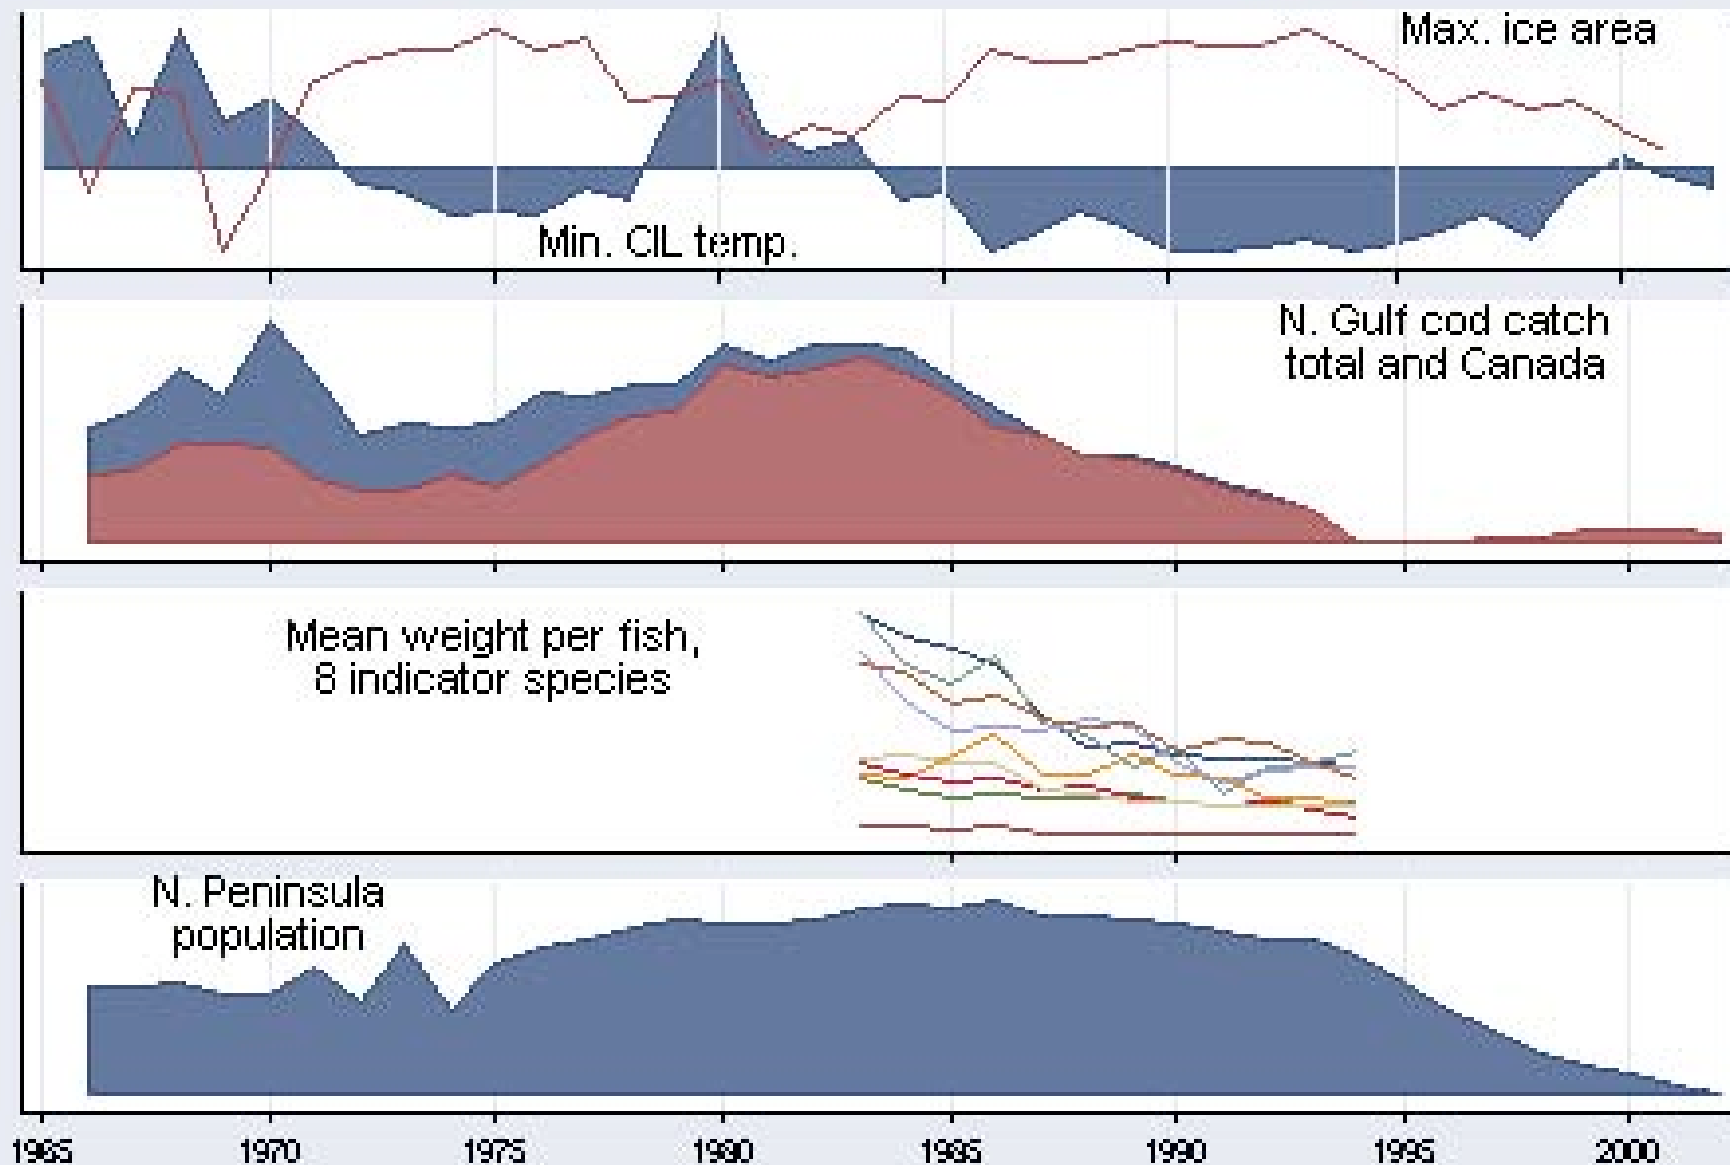 Max. ice area
Min. CIL temp.
N. Gulf cod catch
total and Canada
Mean weight per fish,
8 indicator species
N. Peninsula
population
1965 1970 1975 1980 1985 1990 1995 2000